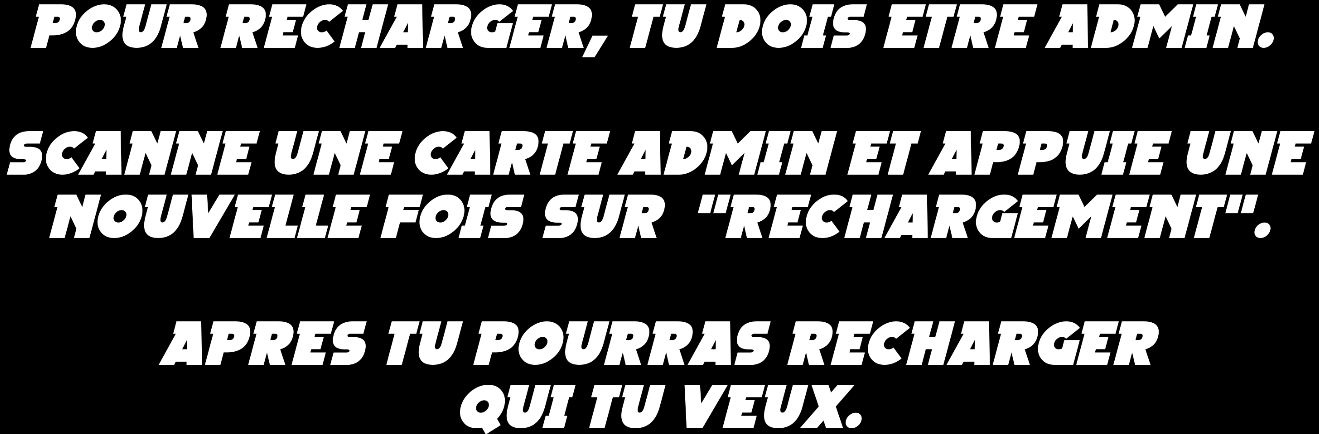 POUR RECHARGER, TU DOIS ETRE ADMIN.
SCANNE UNE CARTE ADMIN ET APPUIE UNE
NOUVELLE FOIS SUR "RECHARGEMENT".
APRES TU POURRAS RECHARGER
QUI TU VEUX.